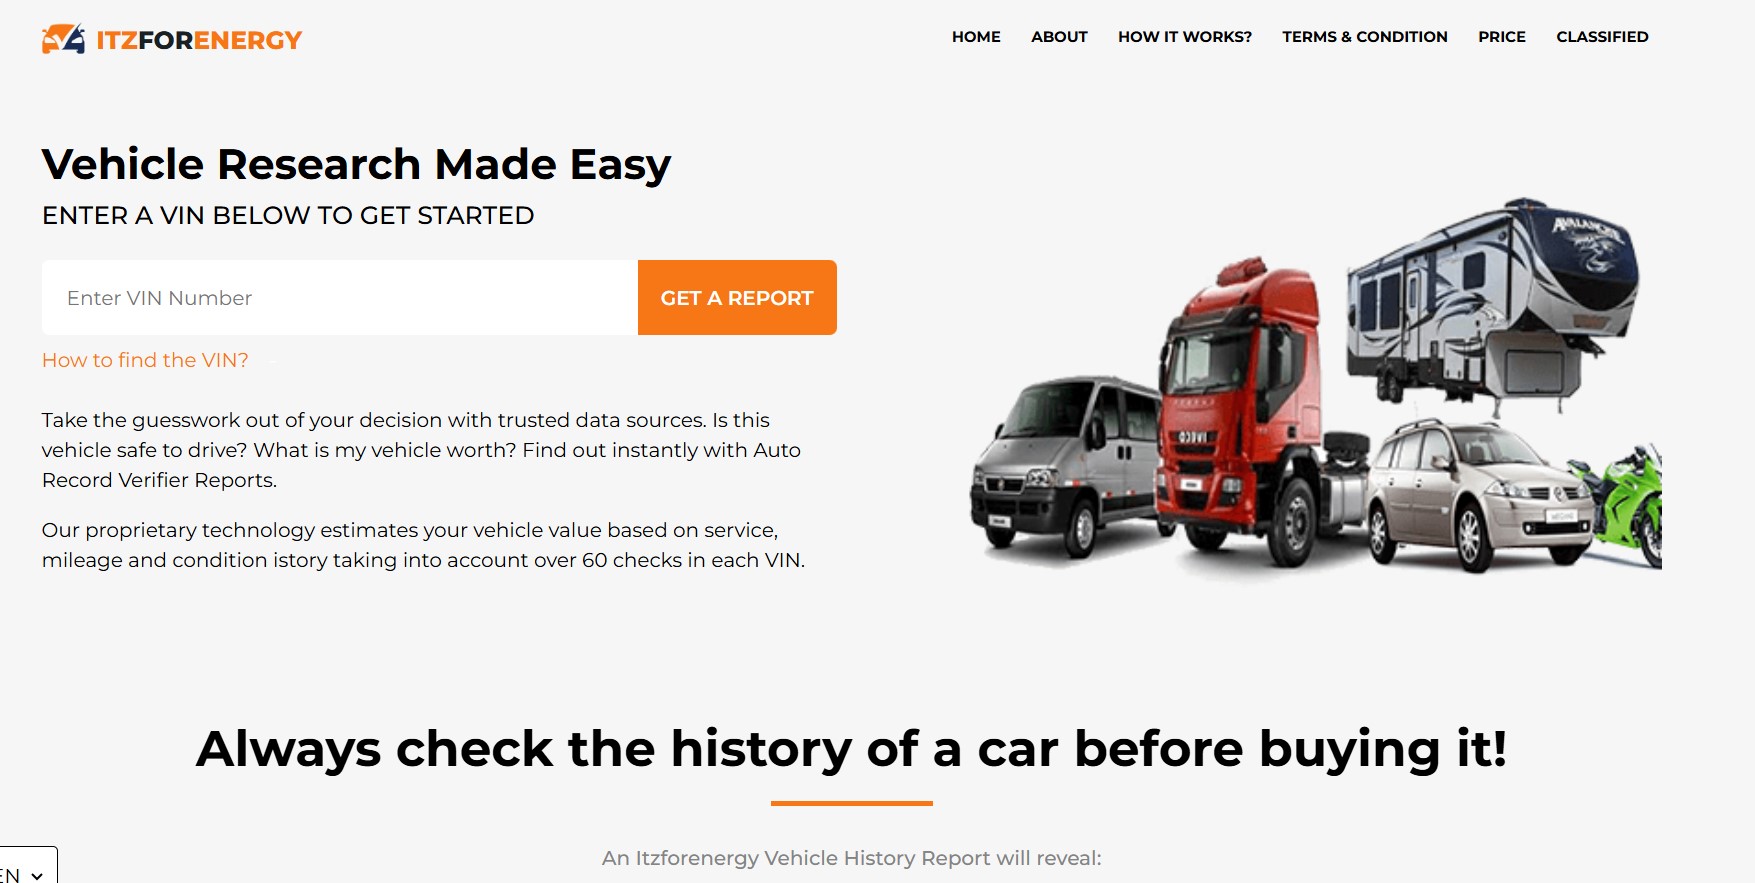 ITZFORENERGY
HOME ABOUT HOW IT WORKS? TERMS & CONDITION PRICE CLASSIFIED
Vehicle Research Made Easy
ENTER A VIN BELOW TO GET STARTED
Enter VIN Number
GET A REPORT
How to find the VIN?
Take the guesswork out of your decision with trusted data sources. Is this
vehicle safe to drive? What is my vehicle worth? Find out instantly with Auto
Record Verifier Reports.
Our proprietary technology estimates your vehicle value based on service,
mileage and condition istory taking into account over 60 checks in each VIN.
AVALANCHE
Always check the history of a car before buying it!
An Itzforenergy Vehicle History Report will reveal:
EN